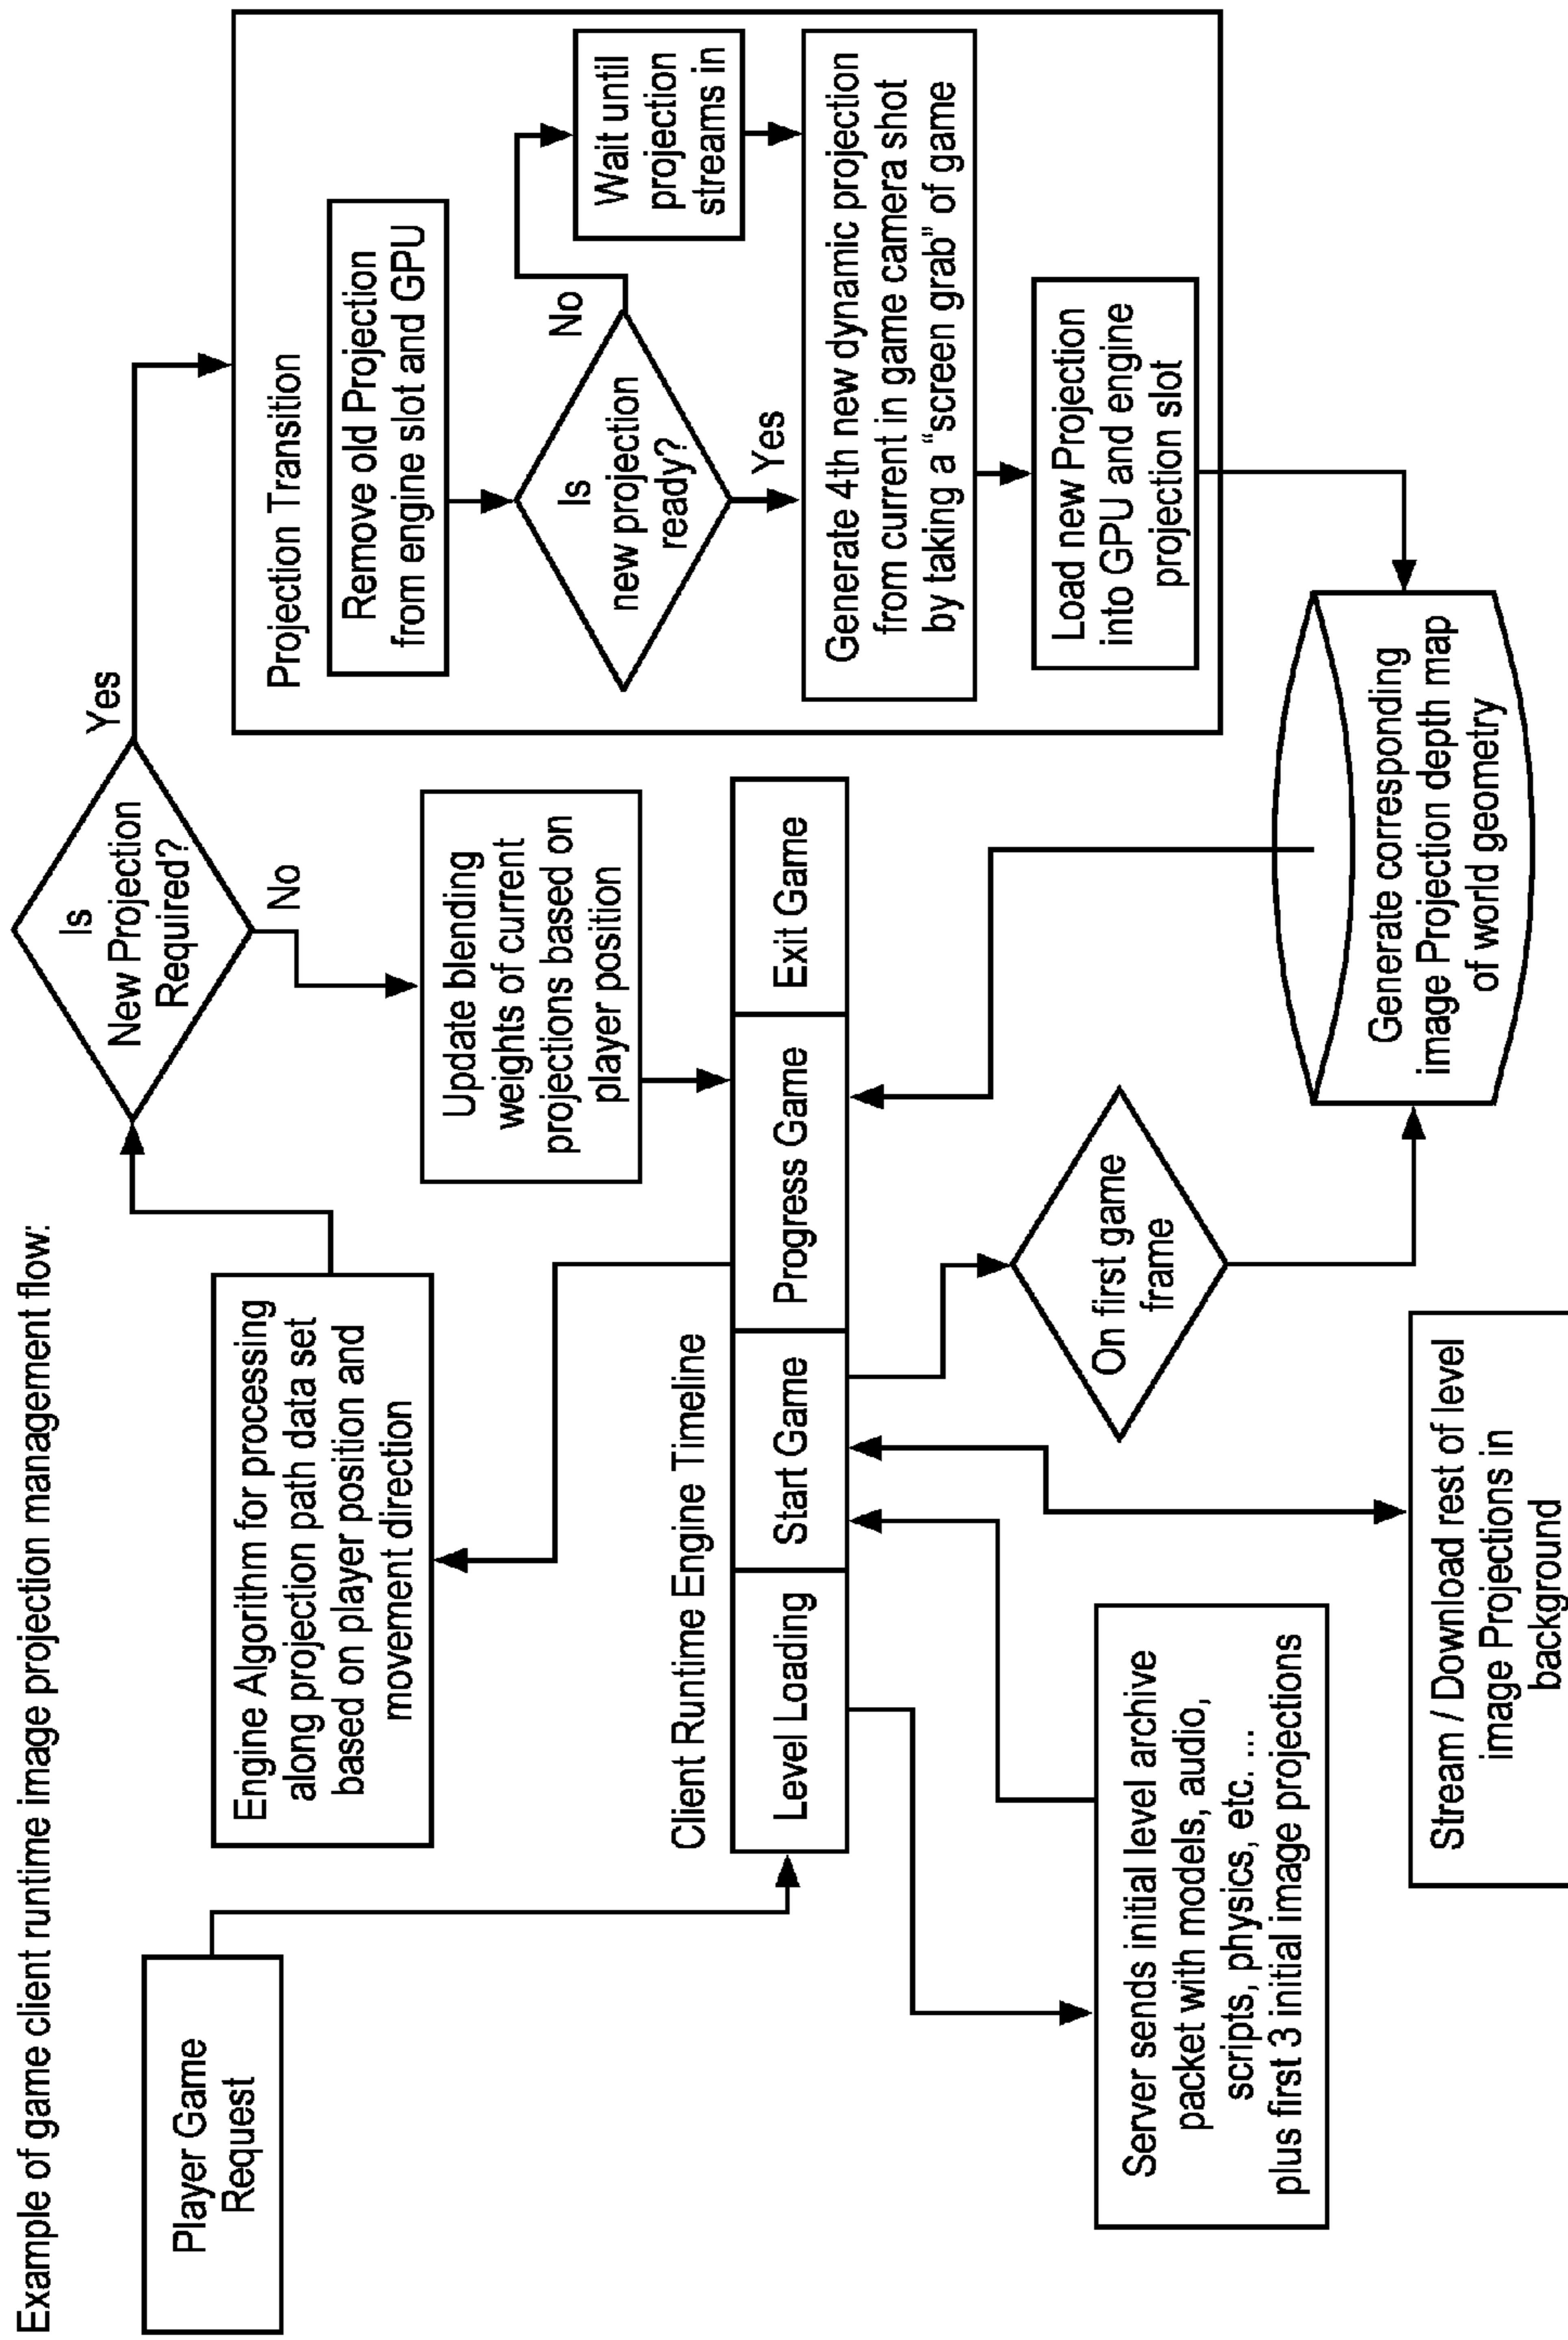 Example of game client runtime image projection management flow:
Player Game
Request
Engine Algorithm for processing
along projection path data set
based on player position and
movement direction
Is
New Projection
Required?
Yes
No
Update blending
weights of current
projections based on
player position
Projection Transition
Remove old Projection
from engine slot and GPU
Is
new projection
ready?
No
Wait until
projection
streams in
Yes
Generate 4th new dynamic projection
from current in game camera shot
by taking a “screen grab” of game
Load new Projection
into GPU and engine
projection slot
Client Runtime Engine Timeline
Level Loading
Start Game
Progress Game
Exit Game
Server sends initial level archive
packet with models, audio,
scripts, physics, etc. ...
plus first 3 initial image projections
On first game
frame
Stream / Download rest of level
image Projections in
background
Generate corresponding
image Projection depth map
of world geometry